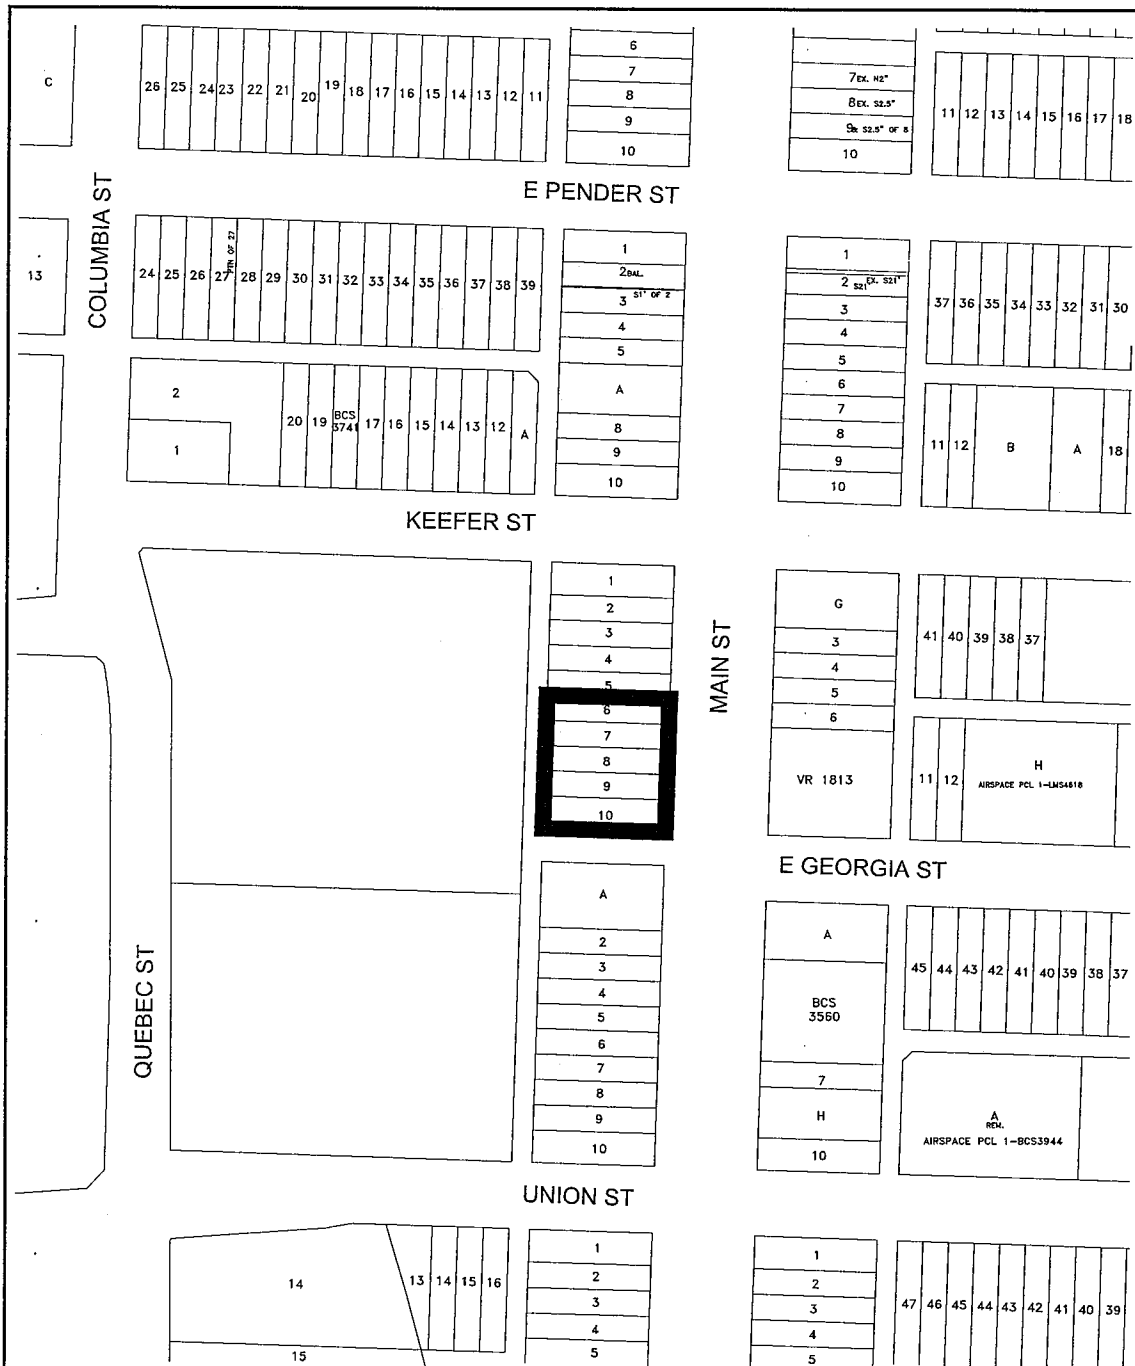 C
26 25 24 23 22 21 20 19 18 17 16 15 14 13 12 11
6
7
8
9
10
7 EX. N2"
8 EX. S2.5"
9 & S2.5" OF 8
10
11 12 13 14 15 16 17 18
E PENDER ST
COLUMBIA ST
13
24 25 26 27 PTN OF 27 28 29 30 31 32 33 34 35 36 37 38 39
1
2 BAL.
3 S1' OF 2
4
5
A
8
9
10
1
2 EX. S21"
S21"
3
4
5
6
7
8
9
10
37 36 35 34 33 32 31 30
2
1
20 19 BCS 3741 17 16 15 14 13 12 A
11 12 B A 18
KEEFER ST
1
2
3
4
5
6
7
8
9
10
MAIN ST
G
3
4
5
6
VR 1813
41 40 39 38 37
11 12
H
AIRSPACE PCL 1-LMS4618
E GEORGIA ST
QUEBEC ST
A
2
3
4
5
6
7
8
9
10
A
BCS
3560
7
H
10
45 44 43 42 41 40 39 38 37
A
REM.
AIRSPACE PCL 1-BCS3944
UNION ST
14
13 14 15 16
15
1
2
3
4
5
1
2
3
4
5
47 46 45 44 43 42 41 40 39